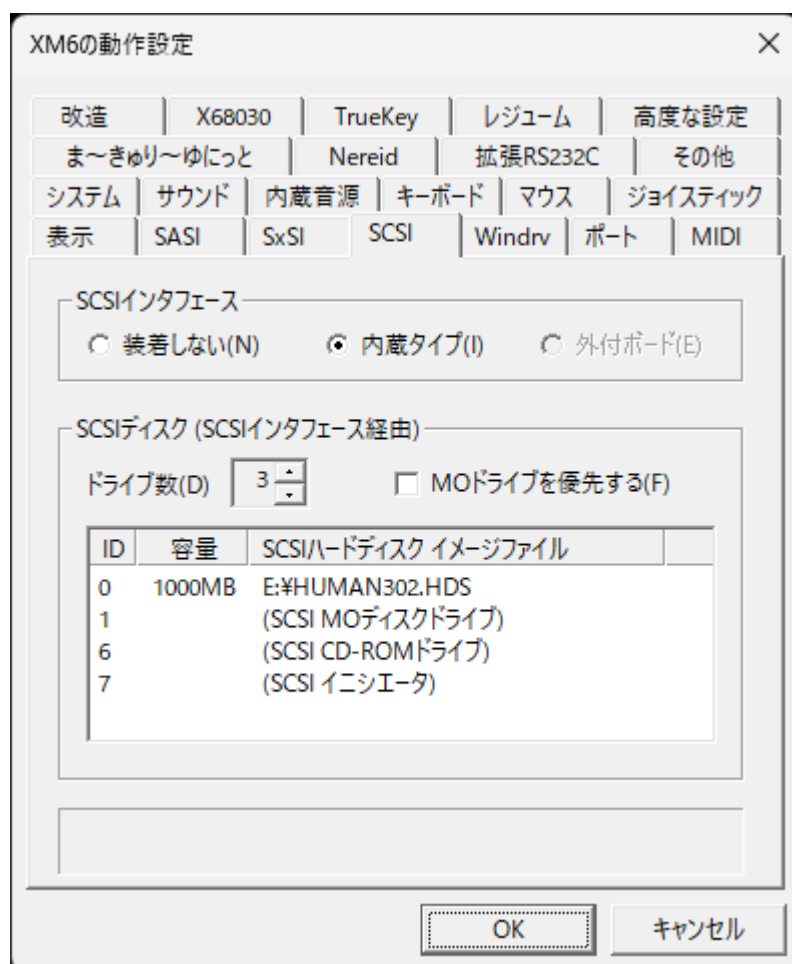 XM6の動作設定
改造 X68030 TrueKey レジューム 高度な設定
ま～きゅり～ゆにっと Nereid 拡張RS232C その他
システム サウンド 内蔵音源 キーボード マウス ジョイスティック
表示 SASI SxSI SCSI Windrv ポート MIDI
SCSIインタフェース
装着しない(N) 内蔵タイプ(I) 外付ボード(E)
SCSIディスク (SCSIインタフェース経由)
ドライブ数(D) 3 MOドライブを優先する(F)
ID 容量 SCSIハードディスク イメージファイル
0 1000MB E:¥HUMAN302.HDS
1 (SCSI MOディスクドライブ)
6 (SCSI CD-ROMドライブ)
7 (SCSI イニシエータ)
OK キャンセル